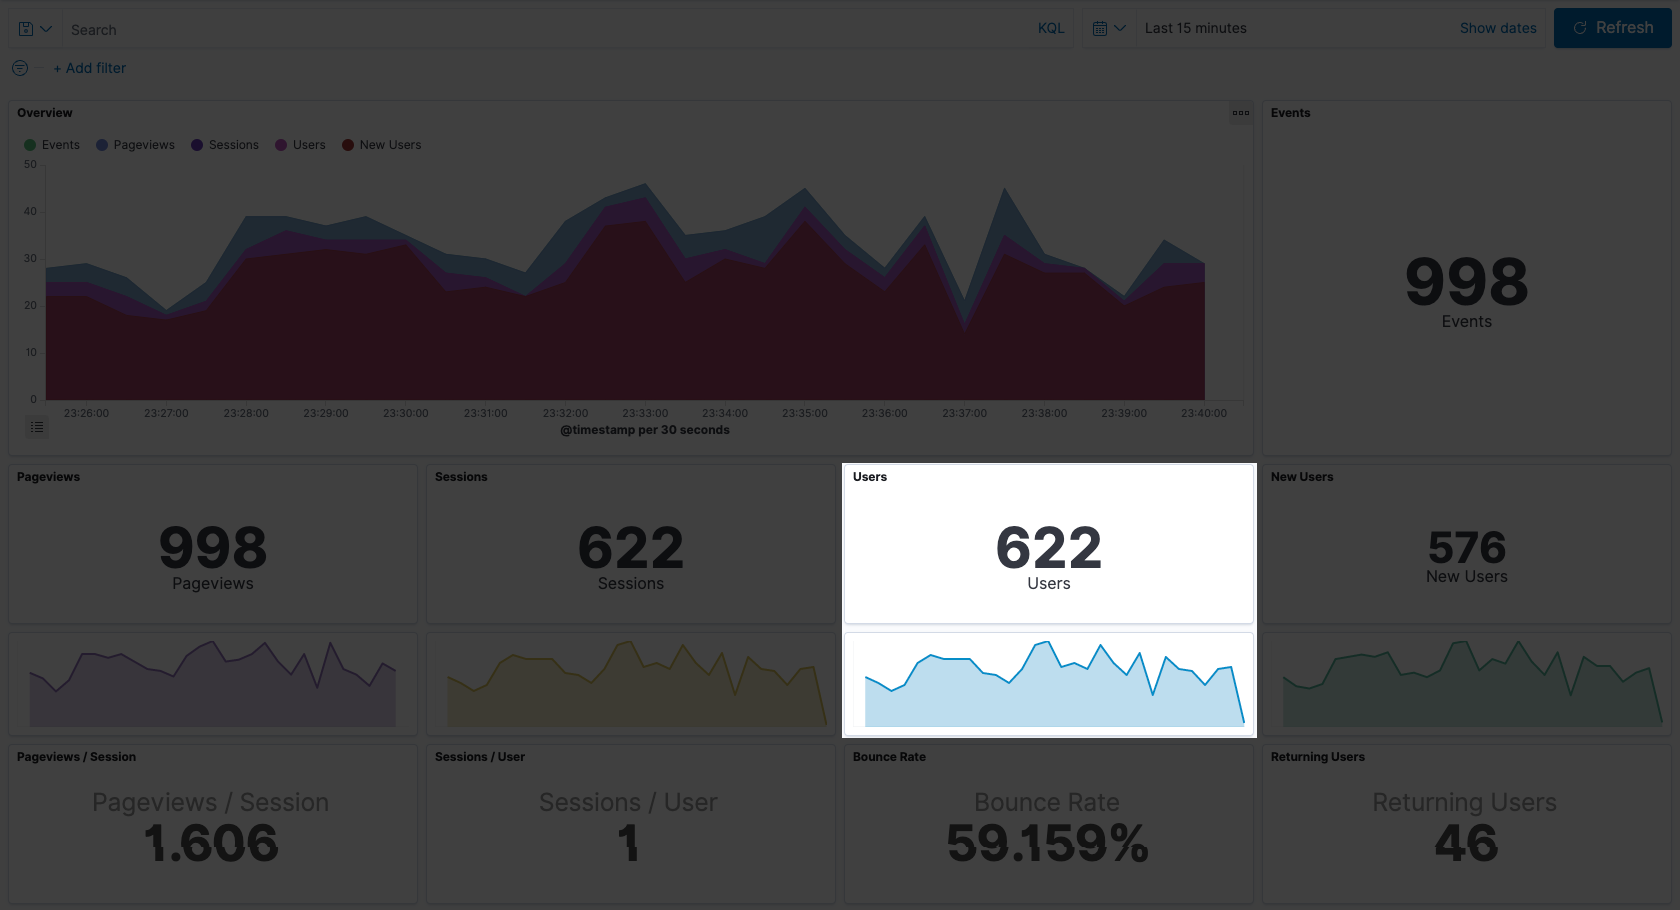 Search KQL Last 15 minutes Show dates Refresh
+ Add filter
Overview
Events Pageviews Sessions Users New Users
50
40
30
20
10
0
23:26:00 23:27:00 23:28:00 23:29:00 23:30:00 23:31:00 23:32:00 23:33:00 23:34:00 23:35:00 23:36:00 23:37:00 23:38:00 23:39:00 23:40:00
@timestamp per 30 seconds
Events
998
Events
Pageviews
998
Pageviews
Sessions
622
Sessions
Users
622
Users
New Users
576
New Users
Pageviews / Session
Pageviews / Session
1.606
Sessions / User
Sessions / User
1
Bounce Rate
Bounce Rate
59.159%
Returning Users
Returning Users
46